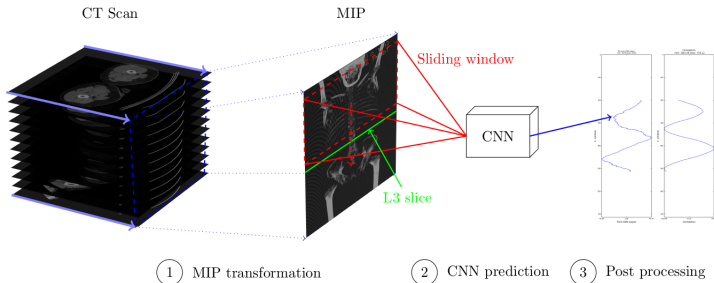 CT Scan
MIP
Sliding window
CNN
L3 slice
1 MIP transformation
2 CNN prediction
3 Post processing